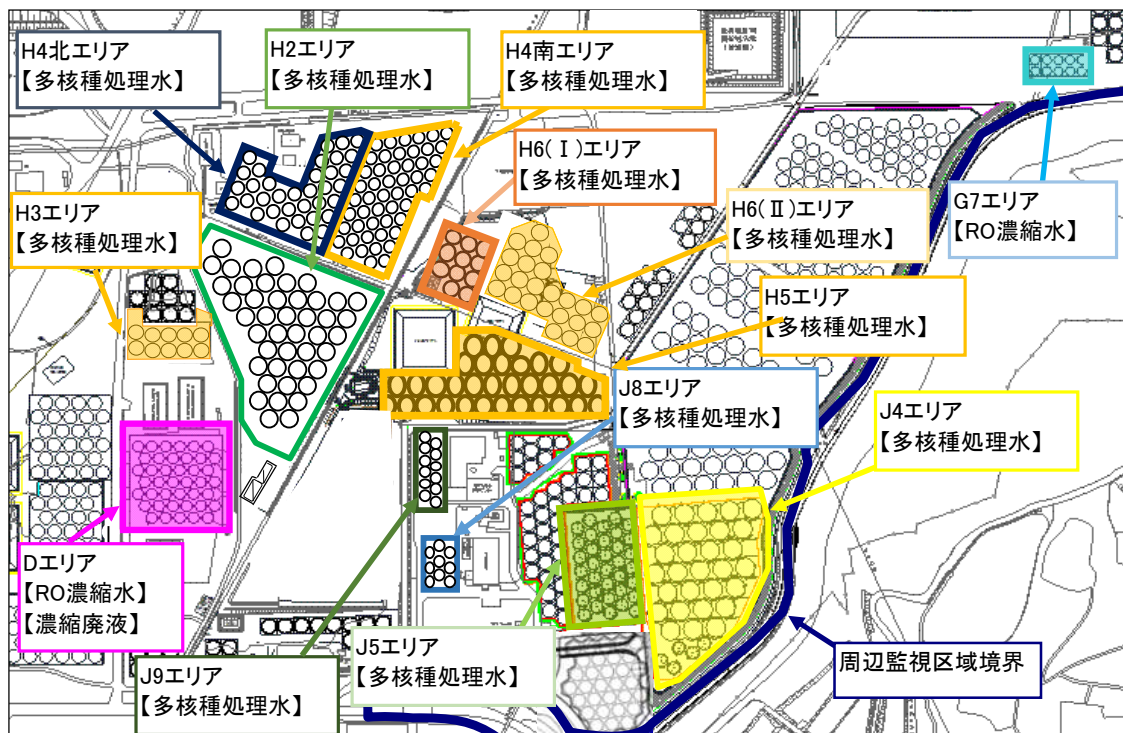 H4北エリア
【多核種処理水】
H2エリア
【多核種処理水】
H4南エリア
【多核種処理水】
H6(Ⅰ)エリア
【多核種処理水】
G7エリア
【RO濃縮水】
H3エリア
【多核種処理水】
H6(Ⅱ)エリア
【多核種処理水】
H5エリア
【多核種処理水】
J8エリア
【多核種処理水】
J4エリア
【多核種処理水】
Dエリア
【RO濃縮水】
【濃縮廃液】
J9エリア
【多核種処理水】
J5エリア
【多核種処理水】
周辺監視区域境界